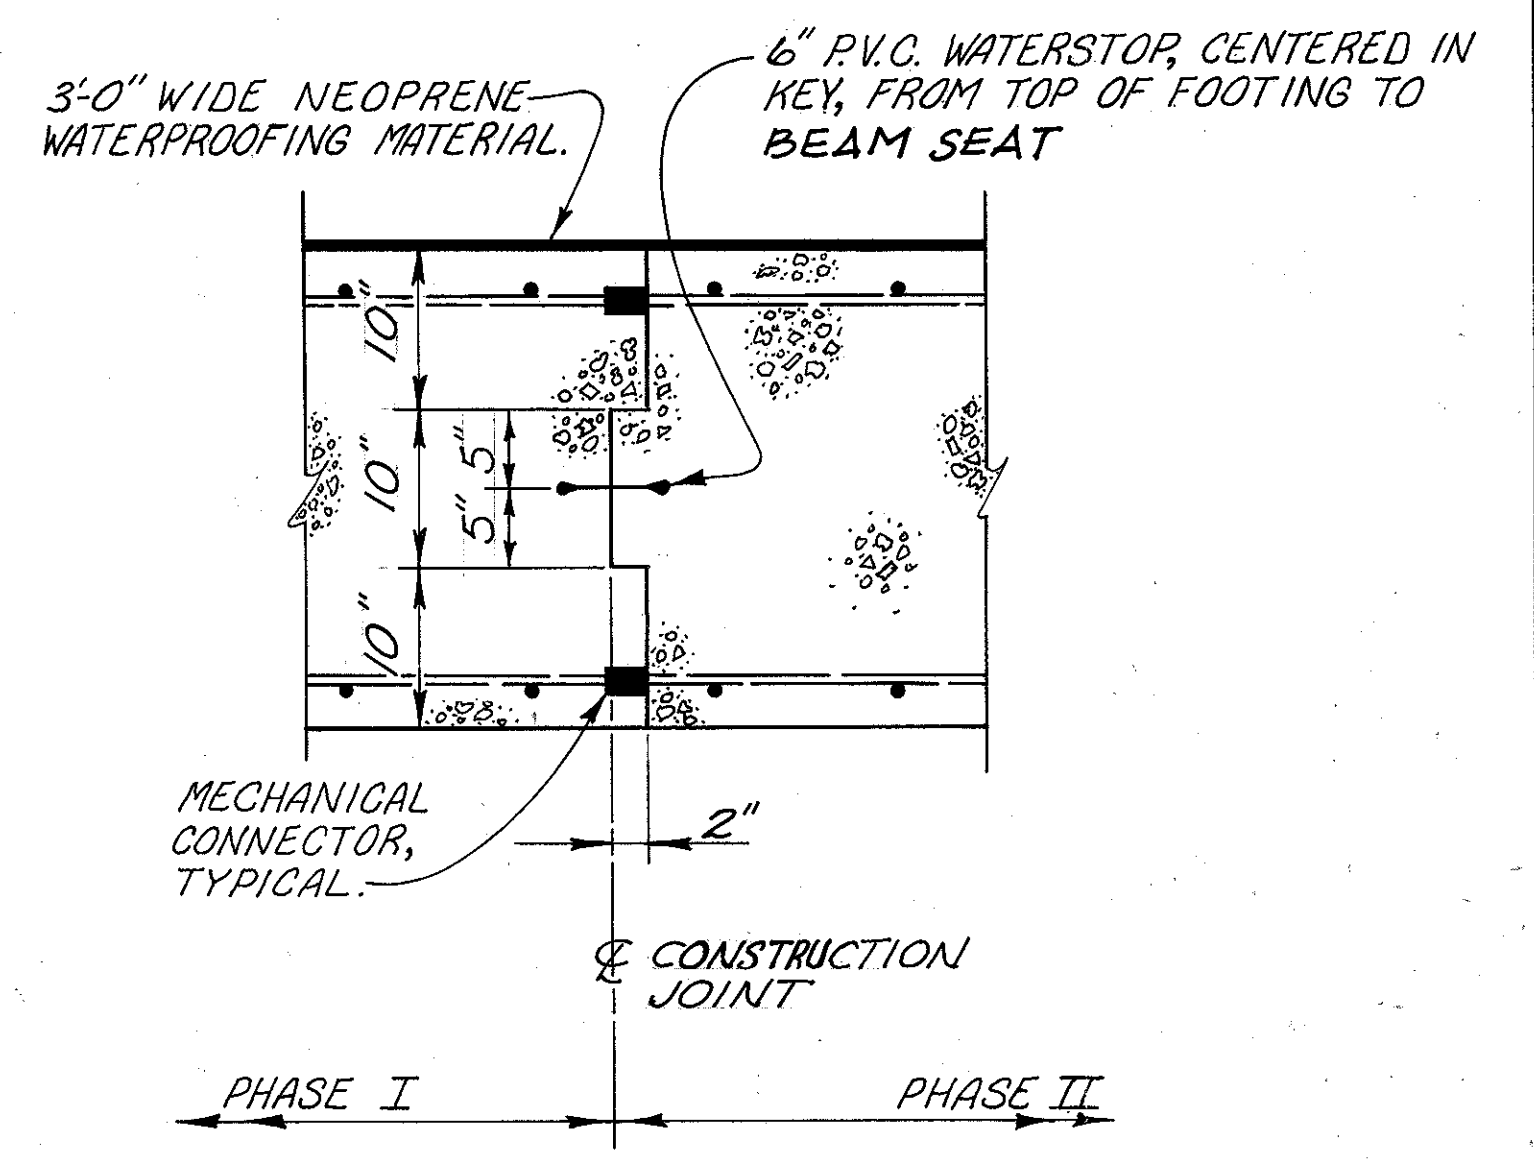 6" P.V.C. WATERSTOP, CENTERED IN
KEY, FROM TOP OF FOOTING TO
BEAM SEAT
3'-0" WIDE NEOPRENE
WATERPROOFING MATERIAL.
10"
10"
5"
5"
10"
MECHANICAL
CONNECTOR,
TYPICAL.
2"
℄ CONSTRUCTION
JOINT
PHASE I
PHASE II